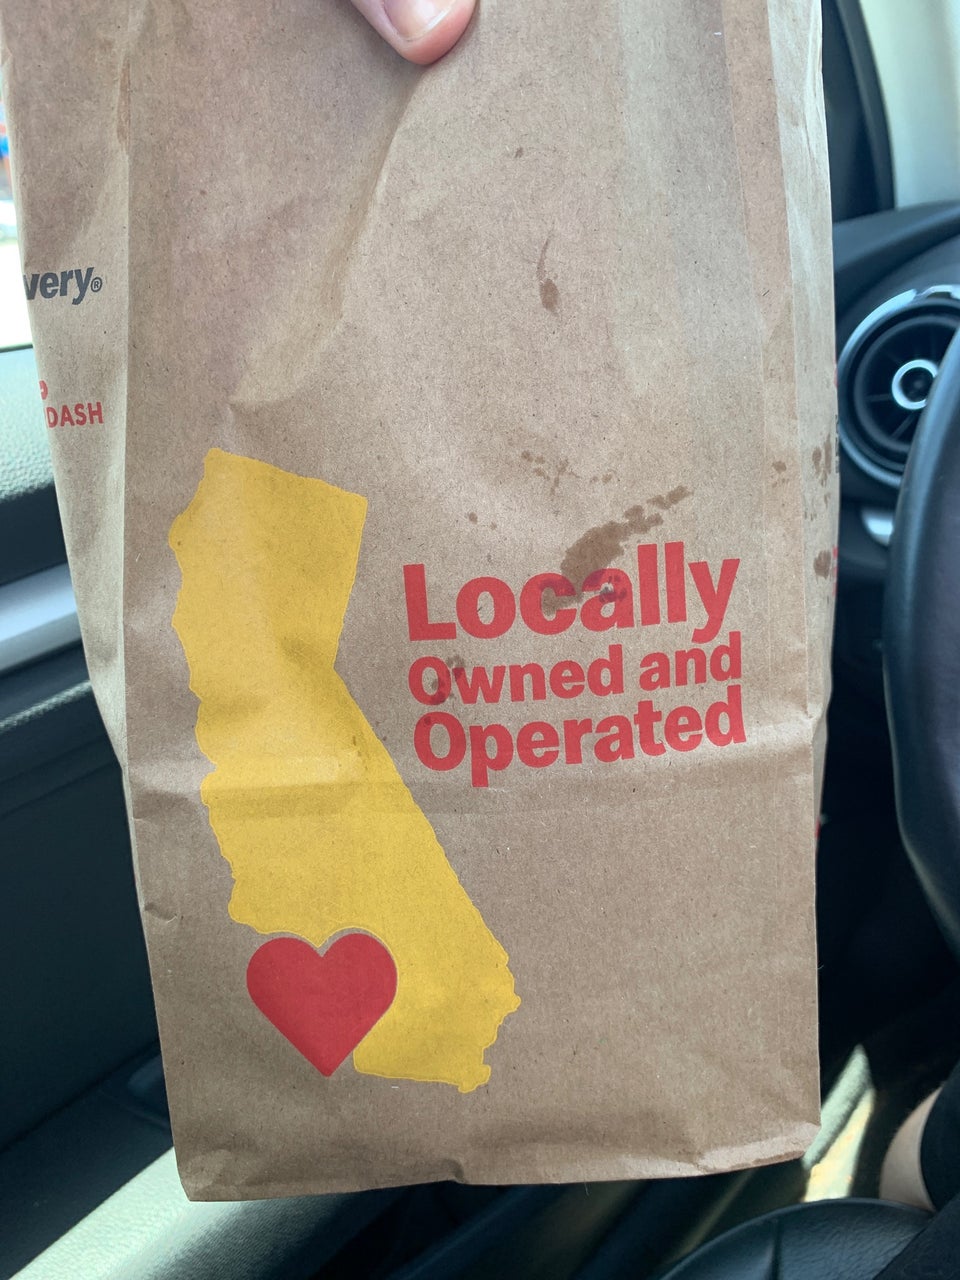 very®
DASH
Locally
Owned and
Operated